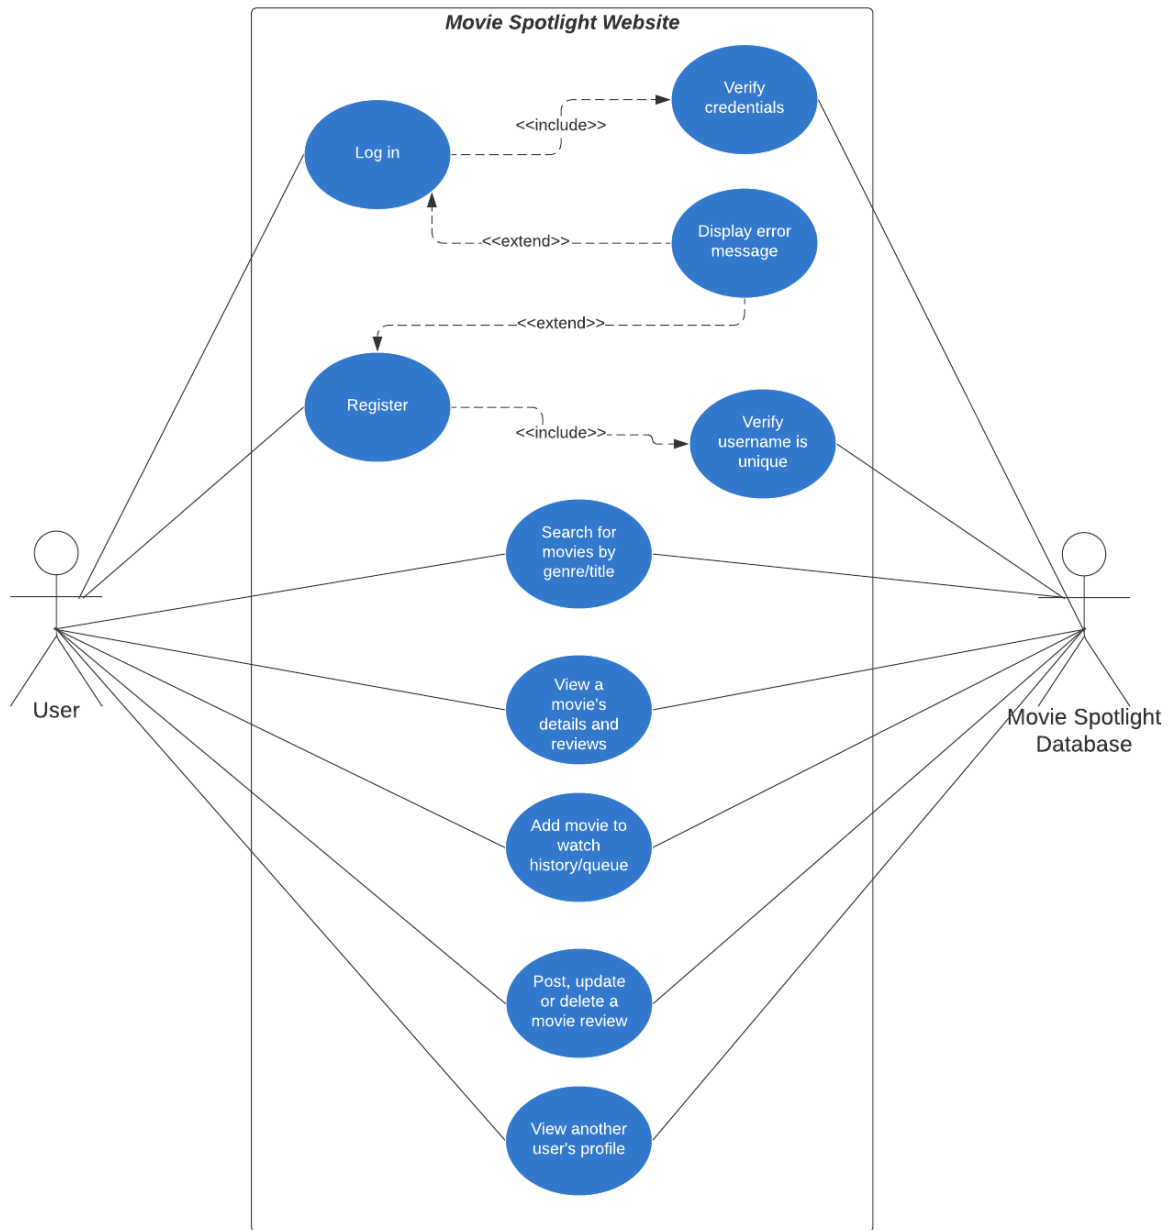 Movie Spotlight Website
Verify
credentials
<<include>>
Log in
Display error
message
<<extend>>
<<extend>>
Register
Verify
username is
unique
<<include>>
Search for
movies by
genre/title
View a
movie's
details and
reviews
User
Movie Spotlight
Database
Add movie to
watch
history/queue
Post, update
or delete a
movie review
View another
user's profile